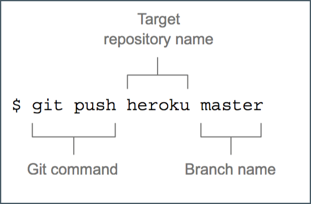 Target
repository name
$ git push heroku master
Git command
Branch name